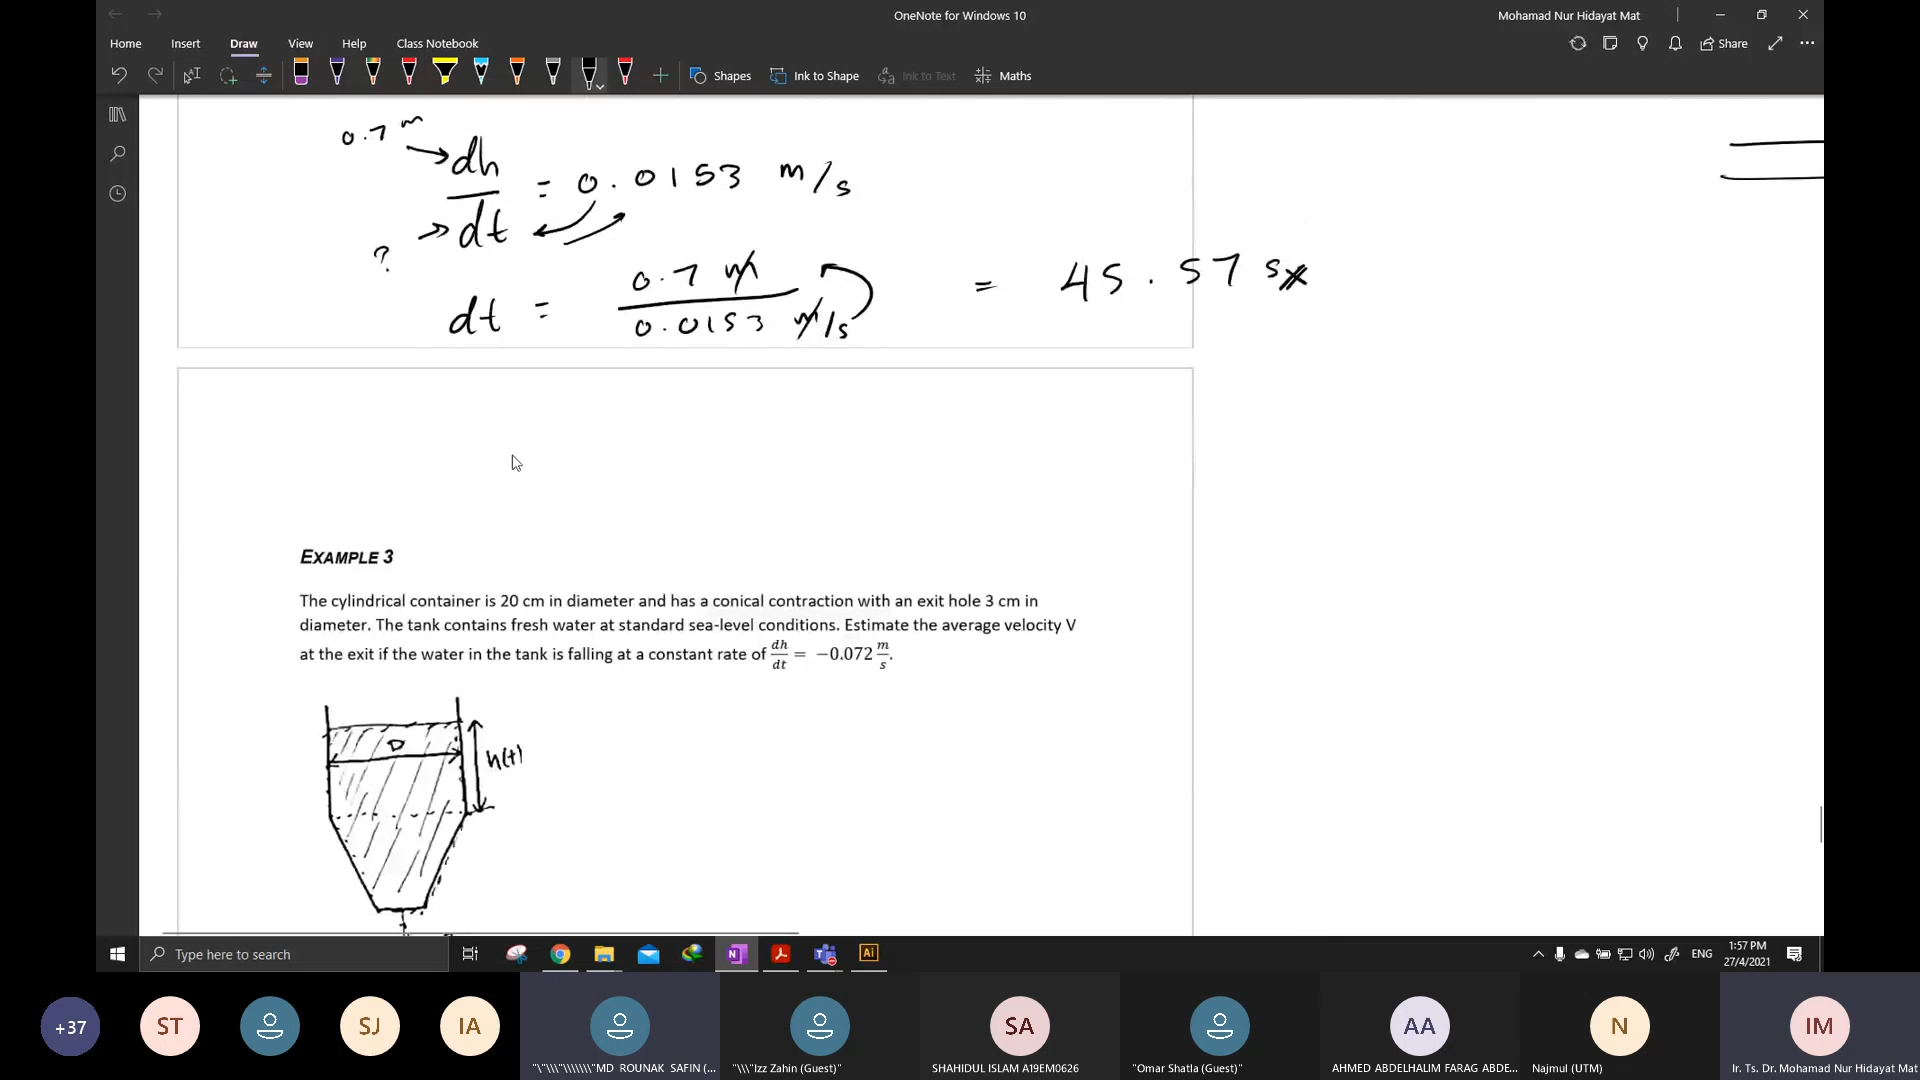 OneNote for Windows 10
Mohamad Nur Hidayat Mat
Home Insert Draw View Help Class Notebook
Share
Shapes Ink to Shape Ink to Text Maths
0.7 m
dh
= 0.0153 m/s
dt
?
dt = 0.7 m
0.0153 m/s
= 45.57 s
EXAMPLE 3
The cylindrical container is 20 cm in diameter and has a conical contraction with an exit hole 3 cm in
diameter. The tank contains fresh water at standard sea-level conditions. Estimate the average velocity V
at the exit if the water in the tank is falling at a constant rate of dh/dt = −0.072 m/s.
D
h(t)
Type here to search
ENG
1:57 PM
27/4/2021
+37 ST SJ IA SA AA N IM
"\"\\\"\\\\\\\"MD ROUNAK SAFIN (...
"\\\"Izz Zahin (Guest)"
SHAHIDUL ISLAM A19EM0626
"Omar Shatla (Guest)"
AHMED ABDELHALIM FARAG ABDE...
Najmul (UTM)
Ir. Ts. Dr. Mohamad Nur Hidayat Mat